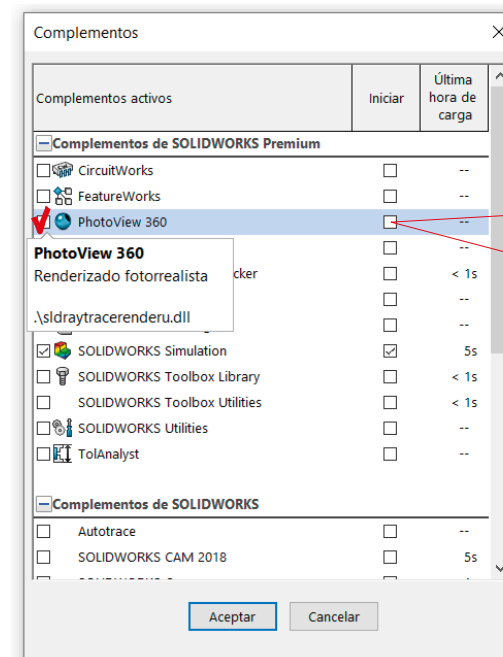 Complementos
Complementos activos Iniciar Última hora de carga
Complementos de SOLIDWORKS Premium
CircuitWorks --
FeatureWorks --
PhotoView 360 --
PhotoView 360 --
Renderizado fotorrealista cker < 1s
--
.\sldraytracerenderu.dll --
SOLIDWORKS Simulation 5s
SOLIDWORKS Toolbox Library < 1s
SOLIDWORKS Toolbox Utilities < 1s
SOLIDWORKS Utilities --
TolAnalyst --
Complementos de SOLIDWORKS
Autotrace --
SOLIDWORKS CAM 2018 5s
Aceptar Cancelar